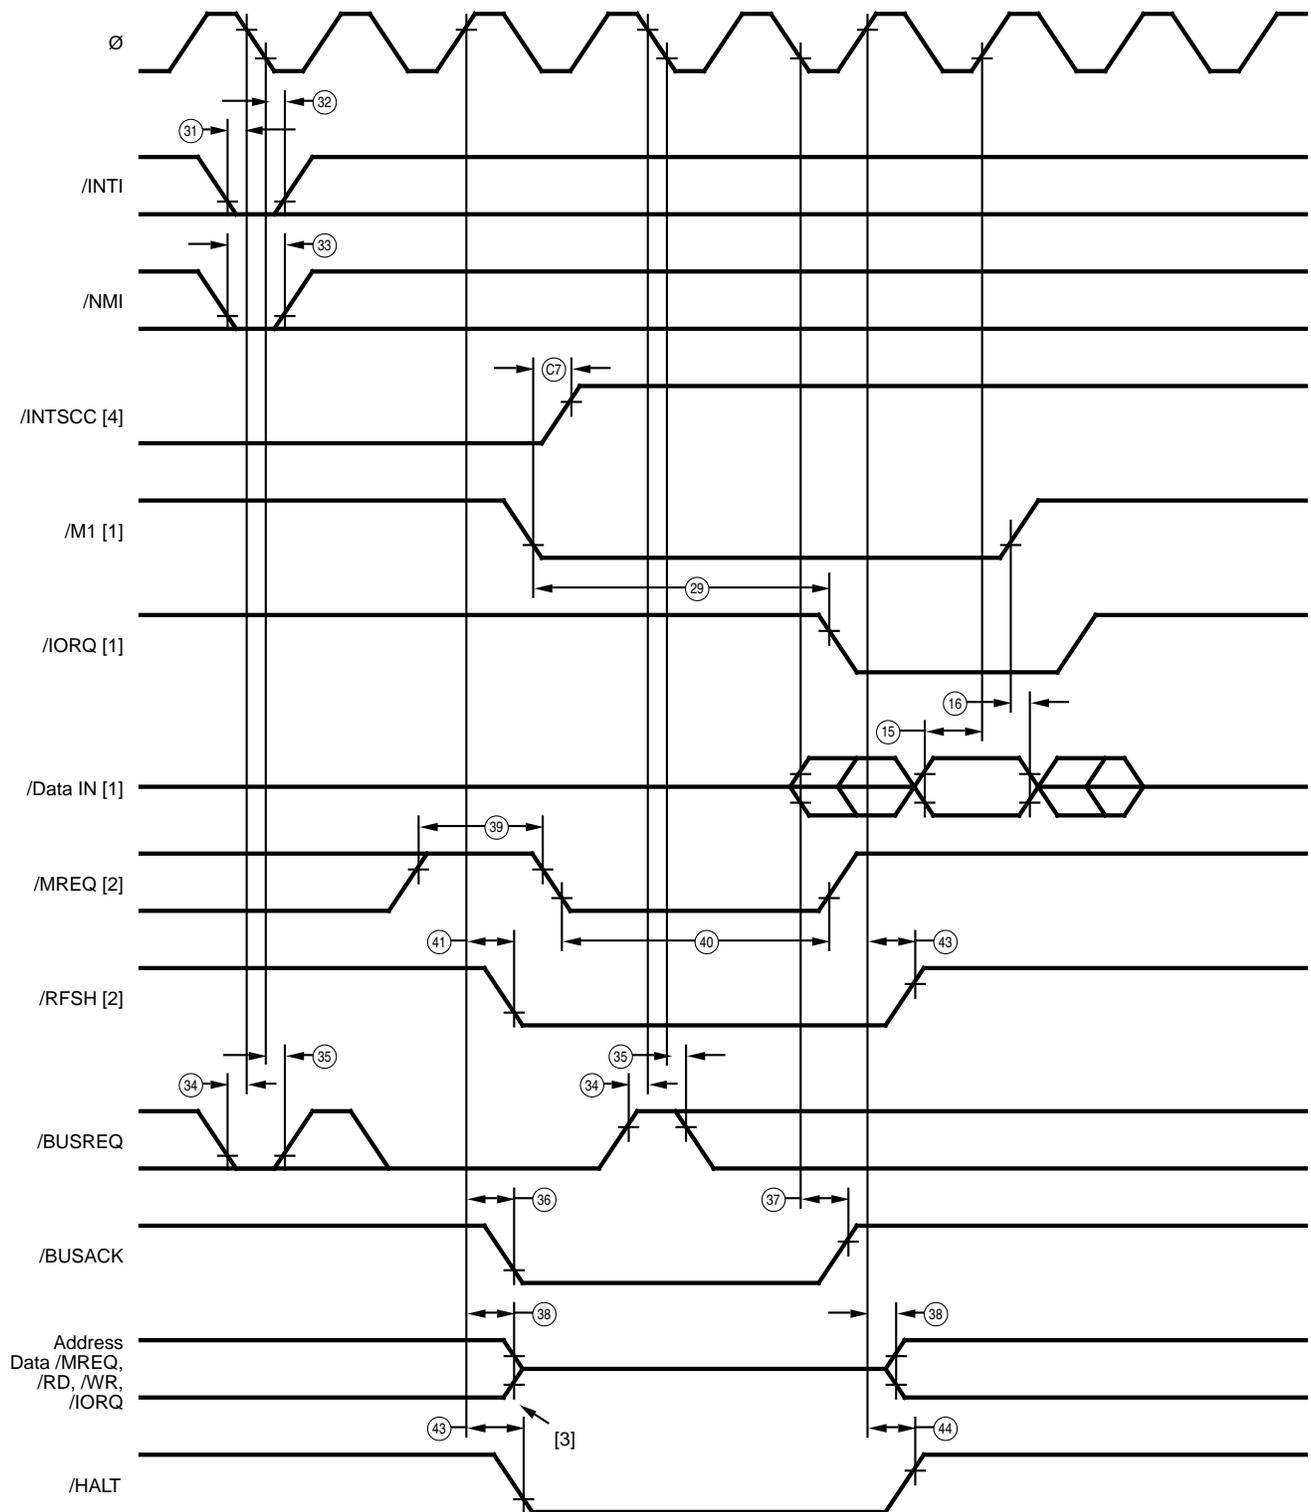 Ø
32
31
/INTI
33
/NMI
C7
/INTSCC [4]
/M1 [1]
29
/IORQ [1]
16
15
/Data IN [1]
39
/MREQ [2]
41
40
43
/RFSH [2]
35
35
34
34
/BUSREQ
36
37
/BUSACK
38
38
Address
Data /MREQ,
/RD, /WR,
/IORQ
43
[3]
44
/HALT